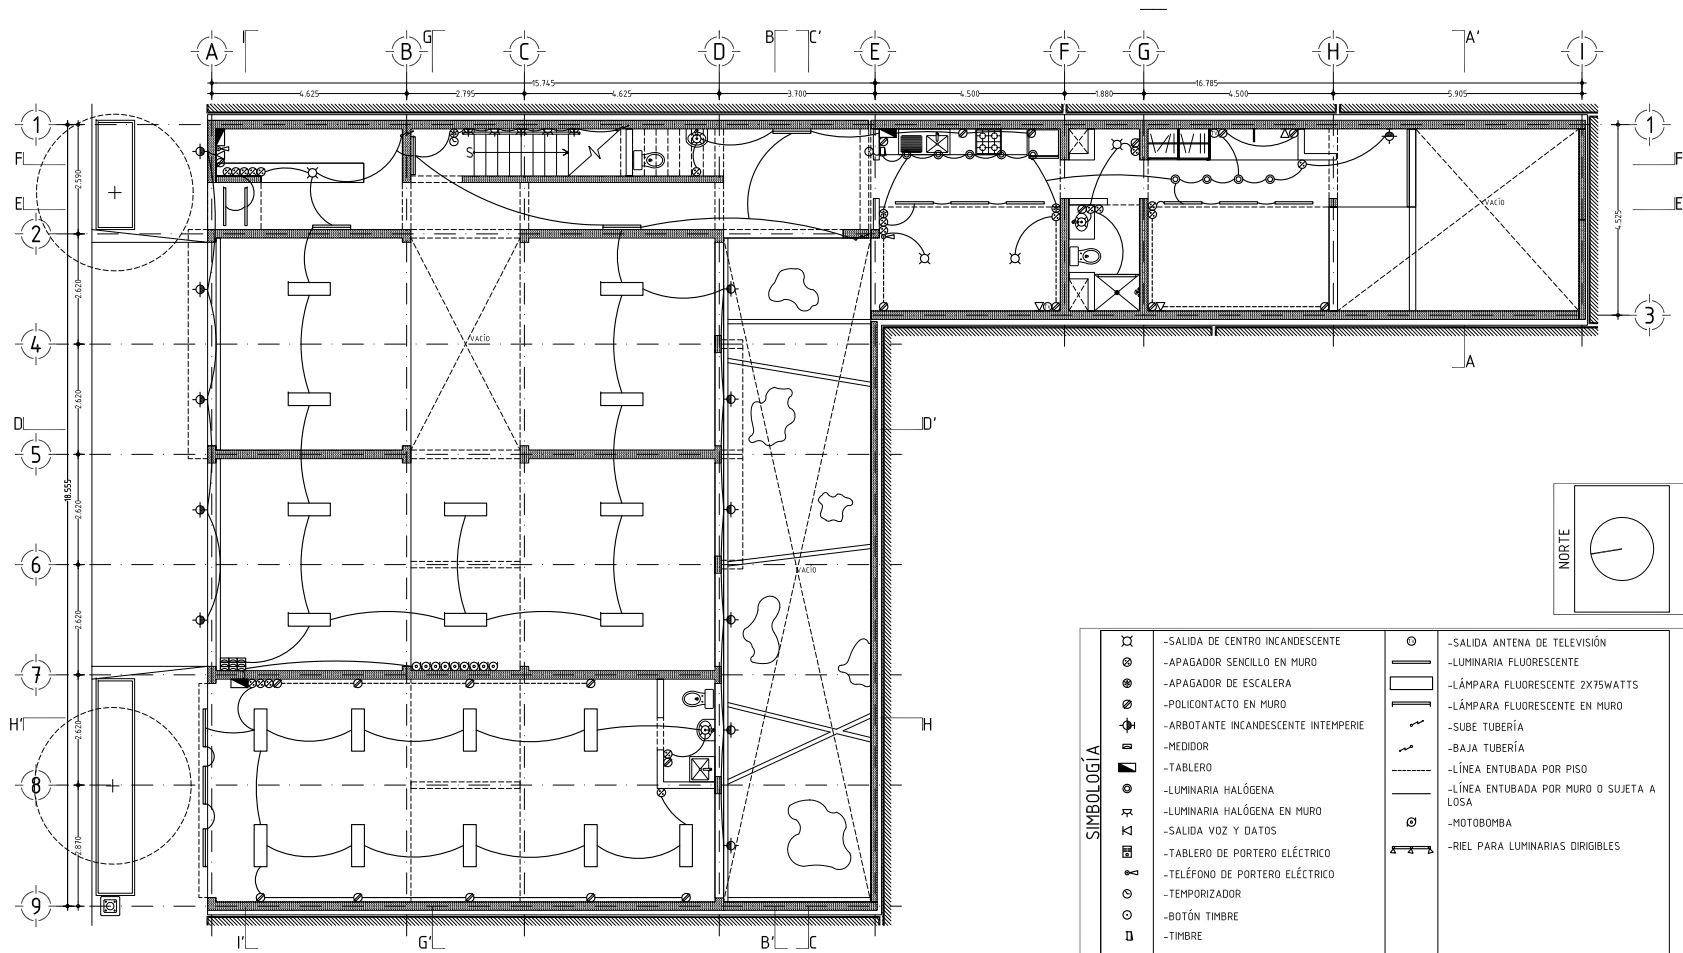 I G B C' A'
A B C D E F G H I
15.745 16.785
4.625 2.795 4.625 3.700 4.500 1.880 4.500 5.905
1 1
F F
2.590
S
E E
VACÍO
2
4.525
2.620
3
4
VACÍO
A
2.620
D D'
5
18.555
2.620
NORTE
6
VACÍO
2.620
7
H' H
2.620
8
2.870
9
I' G' B' C
SIMBOLOGÍA
-SALIDA DE CENTRO INCANDESCENTE
-APAGADOR SENCILLO EN MURO
-APAGADOR DE ESCALERA
-POLICONTACTO EN MURO
-ARBOTANTE INCANDESCENTE INTEMPERIE
-MEDIDOR
-TABLERO
-LUMINARIA HALÓGENA
-LUMINARIA HALÓGENA EN MURO
-SALIDA VOZ Y DATOS
-TABLERO DE PORTERO ELÉCTRICO
-TELÉFONO DE PORTERO ELÉCTRICO
-TEMPORIZADOR
-BOTÓN TIMBRE
-TIMBRE
-SALIDA ANTENA DE TELEVISIÓN
-LUMINARIA FLUORESCENTE
-LÁMPARA FLUORESCENTE 2X75WATTS
-LÁMPARA FLUORESCENTE EN MURO
-SUBE TUBERÍA
-BAJA TUBERÍA
-LÍNEA ENTUBADA POR PISO
-LÍNEA ENTUBADA POR MURO O SUJETA A
LOSA
-MOTOBOMBA
-RIEL PARA LUMINARIAS DIRIGIBLES